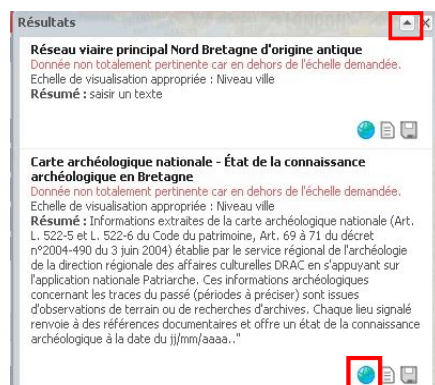 Résultats
Réseau viaire principal Nord Bretagne d'origine antique
Donnée non totalement pertinente car en dehors de l'échelle demandée.
Echelle de visualisation appropriée : Niveau ville
Résumé : saisir un texte
Carte archéologique nationale - État de la connaissance
archéologique en Bretagne
Donnée non totalement pertinente car en dehors de l'échelle demandée.
Echelle de visualisation appropriée : Niveau ville
Résumé : Informations extraites de la carte archéologique nationale (Art.
L. 522-5 et L. 522-6 du Code du patrimoine, Art. 69 à 71 du décret
n°2004-490 du 3 juin 2004) établie par le service régional de l'archéologie
de la direction régionale des affaires culturelles DRAC en s'appuyant sur
l'application nationale Patriarche. Ces informations archéologiques
concernant les traces du passé (périodes à préciser) sont issues
d'observations de terrain ou de recherches d'archives. Chaque lieu signalé
renvoie à des références documentaires et offre un état de la connaissance
archéologique à la date du jj/mm/aaaa.."